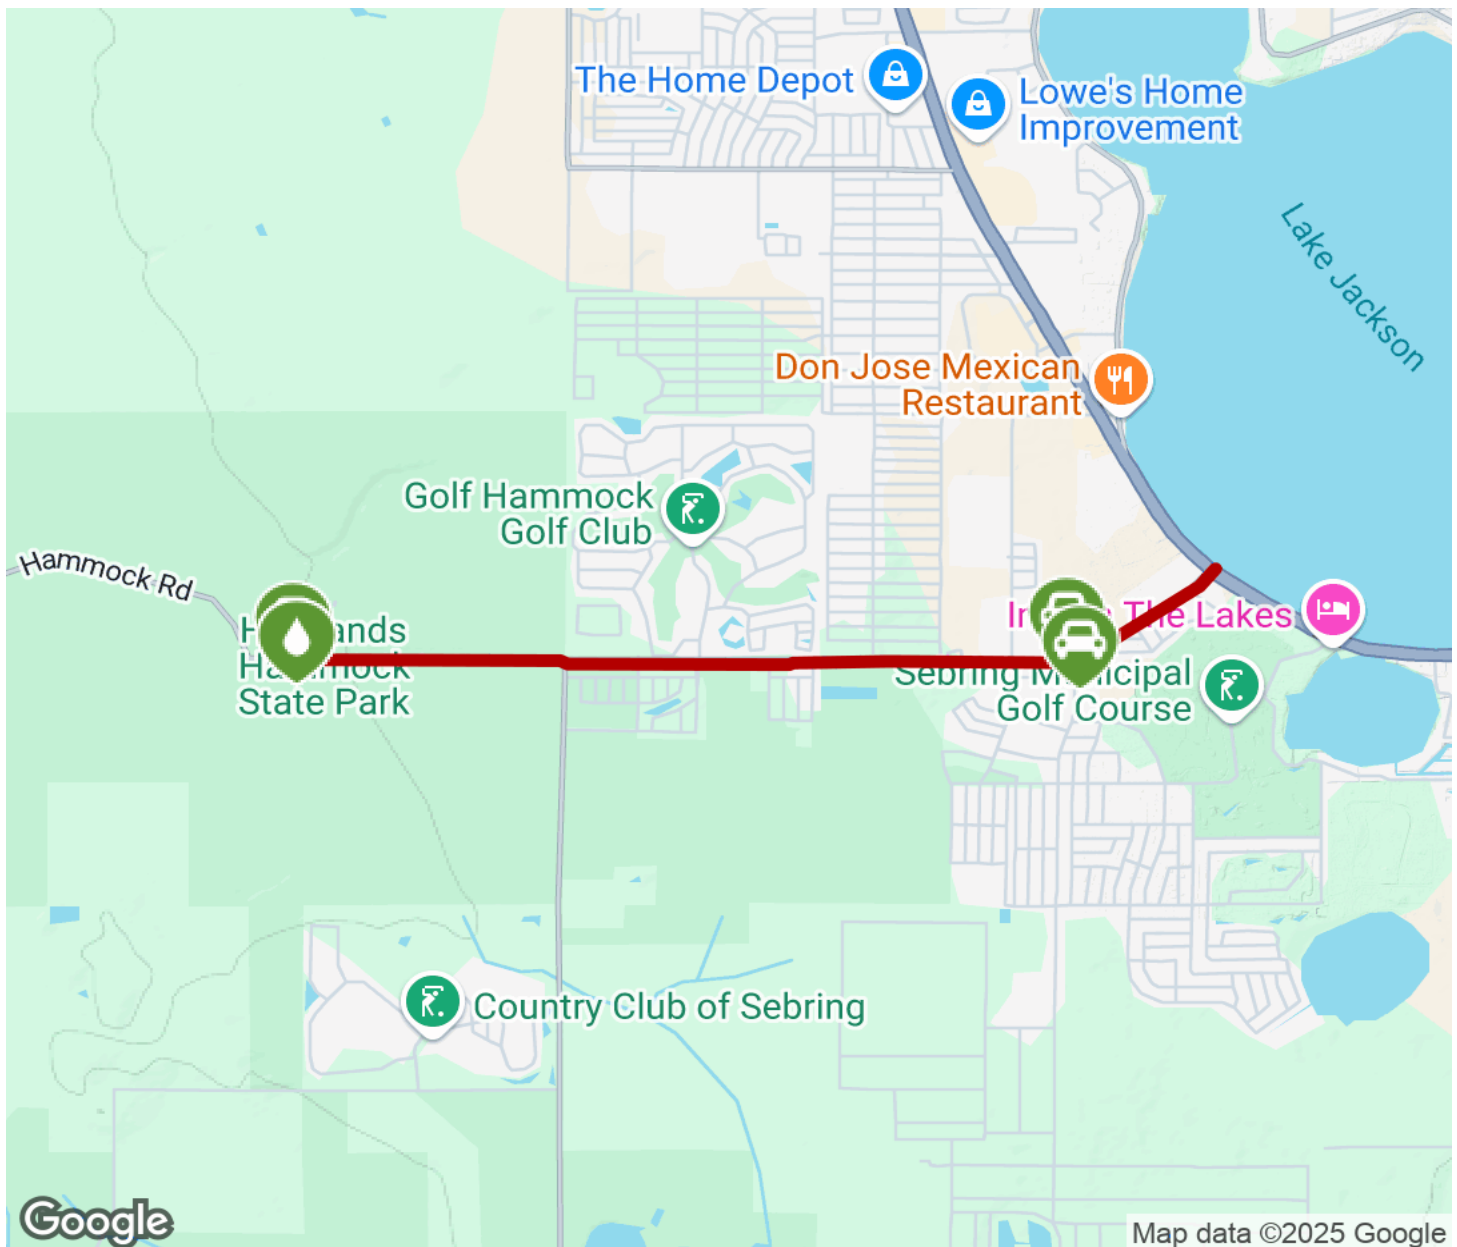 The Home Depot
Lowe's Home
Improvement
Lake Jackson
Don Jose Mexican
Restaurant
Golf Hammock
Golf Club
Hammock Rd
The Lakes
State Park
Sebring
Golf Course
Country Club of Sebring
Google
Map data ©2025 Google